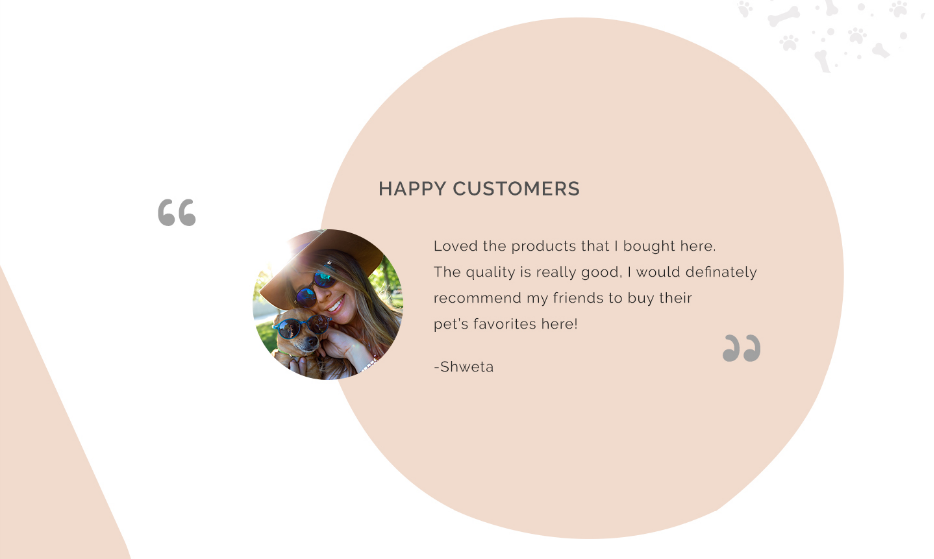 HAPPY CUSTOMERS
Loved the products that I bought here.
The quality is really good, I would definately
recommend my friends to buy their
pet's favorites here!
-Shweta